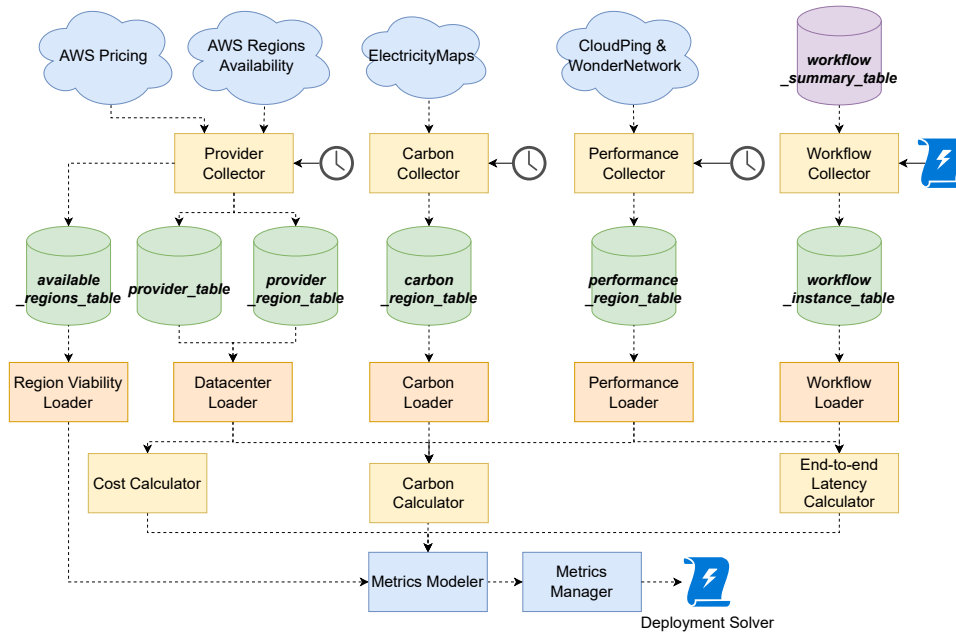 AWS Pricing
AWS Regions
Availability
ElectricityMaps
CloudPing &
WonderNetwork
workflow
_summary_table
Provider
Collector
Carbon
Collector
Performance
Collector
Workflow
Collector
available
_regions_table
provider_table
provider
_region_table
carbon
_region_table
performance
_region_table
workflow
_instance_table
Region Viability
Loader
Datacenter
Loader
Carbon
Loader
Performance
Loader
Workflow
Loader
Cost Calculator
Carbon
Calculator
End-to-end
Latency
Calculator
Metrics Modeler
Metrics
Manager
Deployment Solver